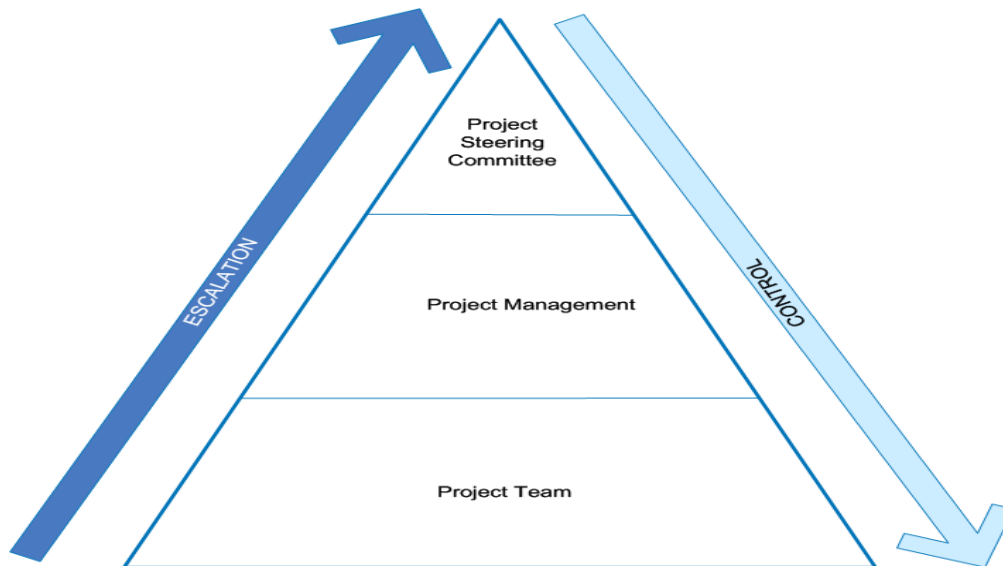 Project
Steering
Committee
ESCALATION
CONTROL
Project Management
Project Team